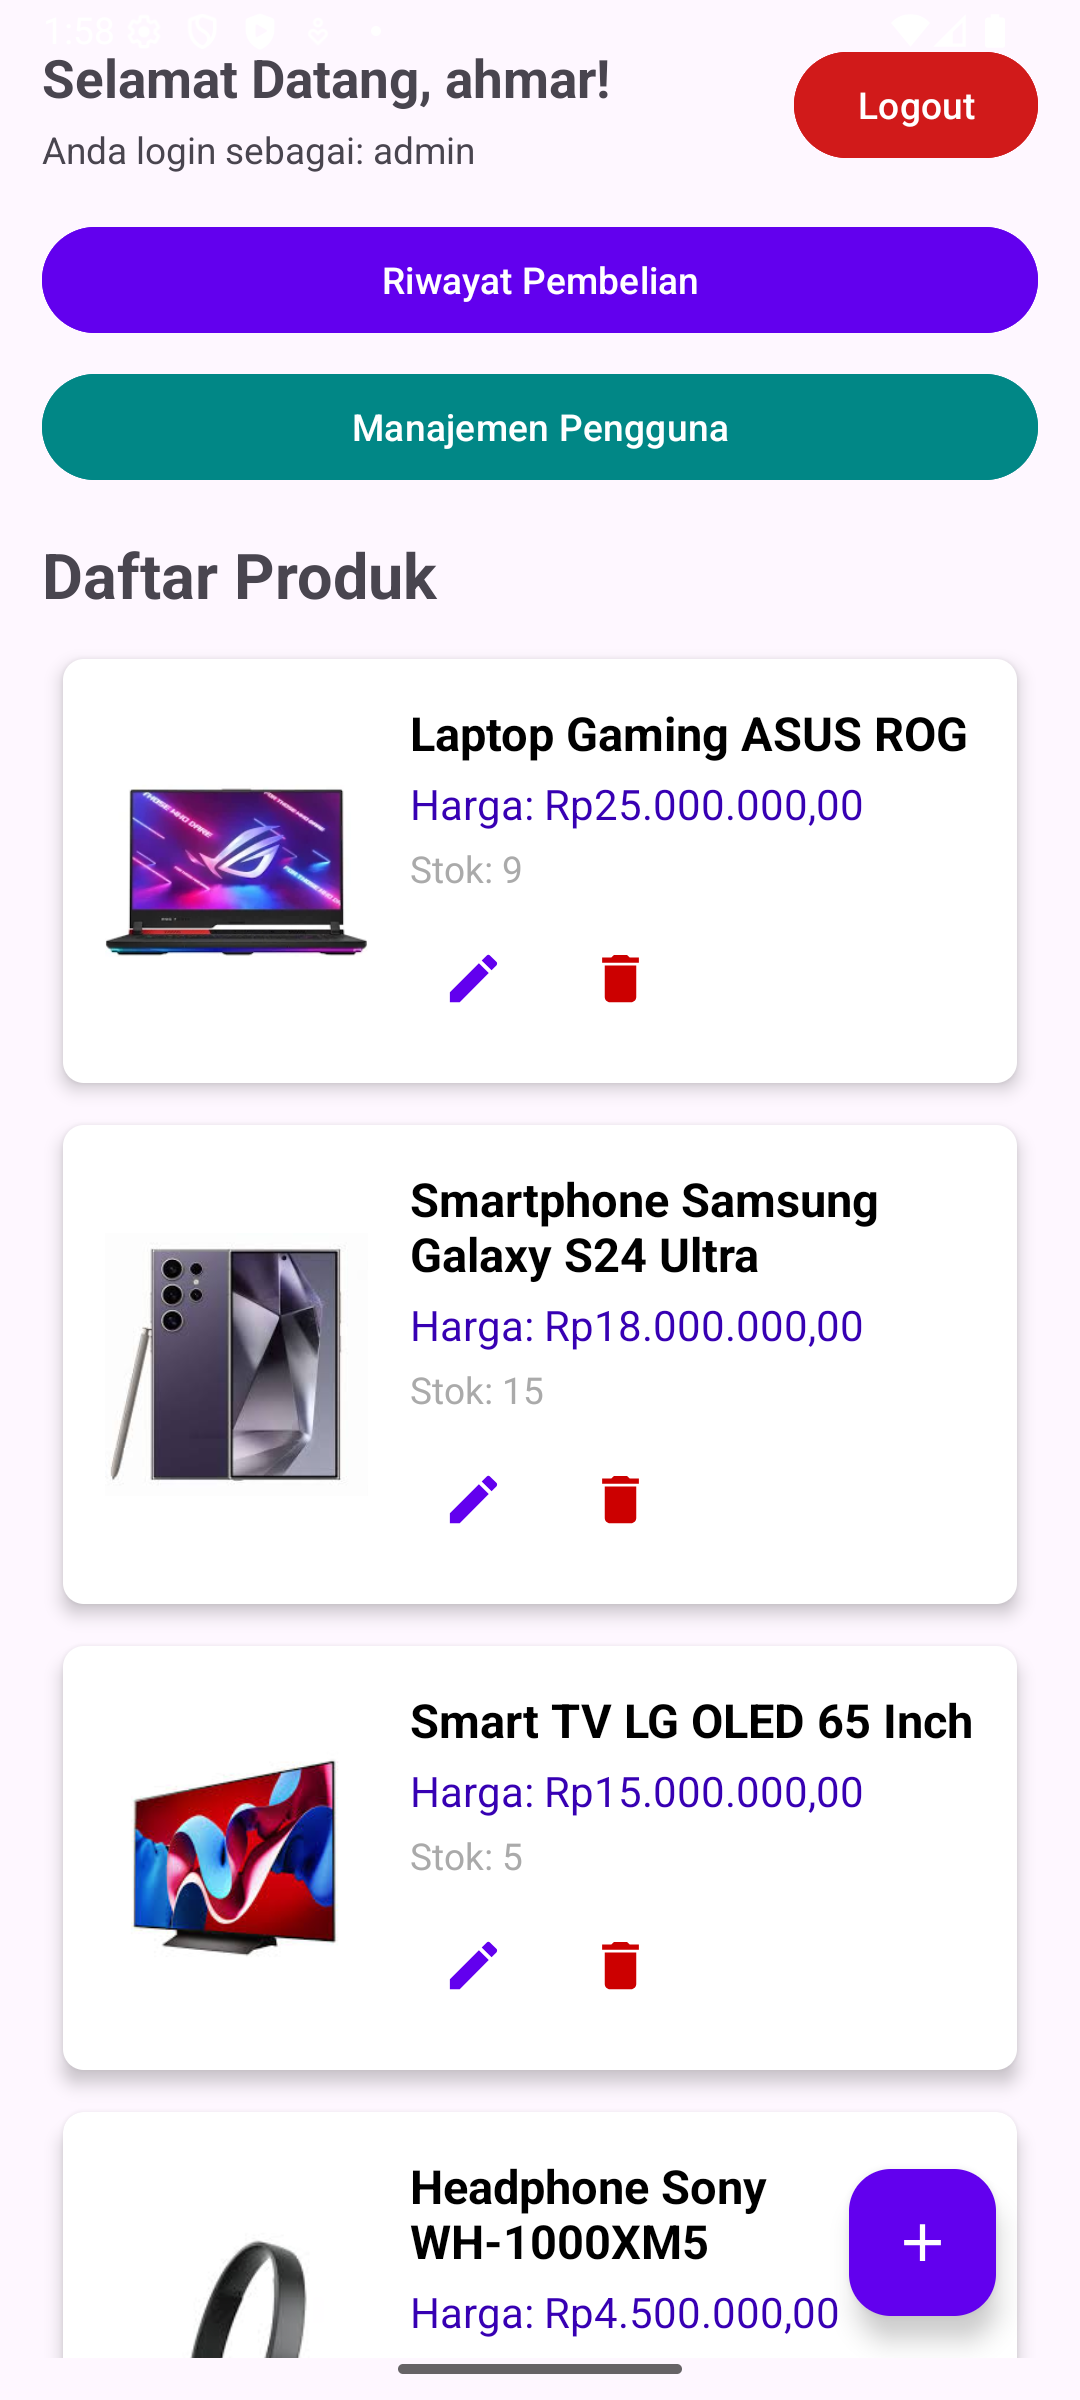 1:58
Selamat Datang, ahmar!
Logout
Anda login sebagai: admin
Riwayat Pembelian
Manajemen Pengguna
Daftar Produk
Laptop Gaming ASUS ROG
Harga: Rp25.000.000,00
Stok: 9
Smartphone Samsung
Galaxy S24 Ultra
Harga: Rp18.000.000,00
Stok: 15
Smart TV LG OLED 65 Inch
Harga: Rp15.000.000,00
Stok: 5
Headphone Sony
WH-1000XM5
Harga: Rp4.500.000,00